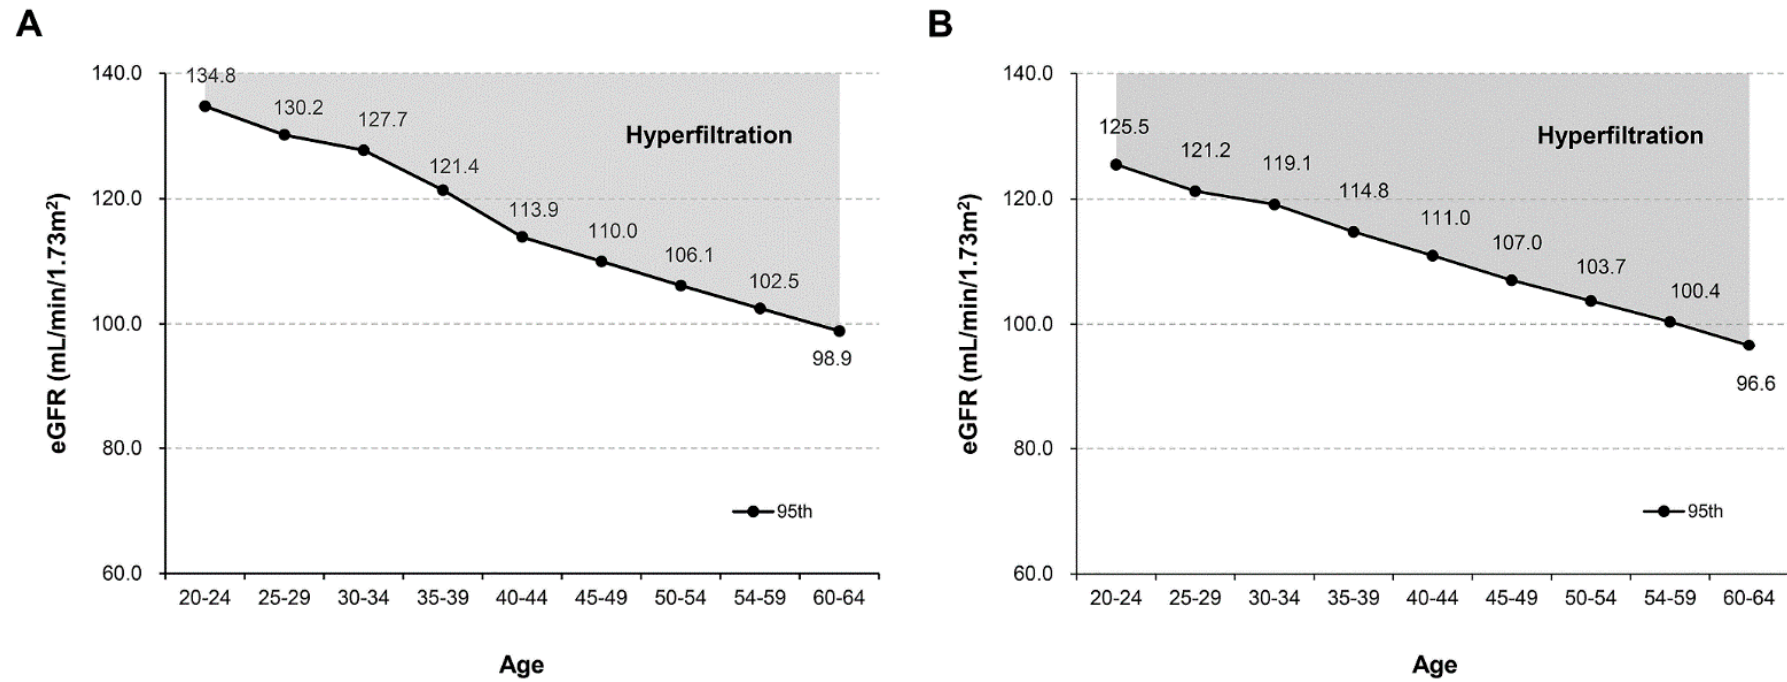 A
140.0
120.0
100.0
80.0
60.0
eGFR (mL/min/1.73m²)
134.8
130.2
127.7
121.4
113.9
110.0
106.1
102.5
98.9
Hyperfiltration
95th
20-24 25-29 30-34 35-39 40-44 45-49 50-54 54-59 60-64
Age
B
140.0
120.0
100.0
80.0
60.0
eGFR (mL/min/1.73m²)
125.5
121.2
119.1
114.8
111.0
107.0
103.7
100.4
96.6
Hyperfiltration
95th
20-24 25-29 30-34 35-39 40-44 45-49 50-54 54-59 60-64
Age